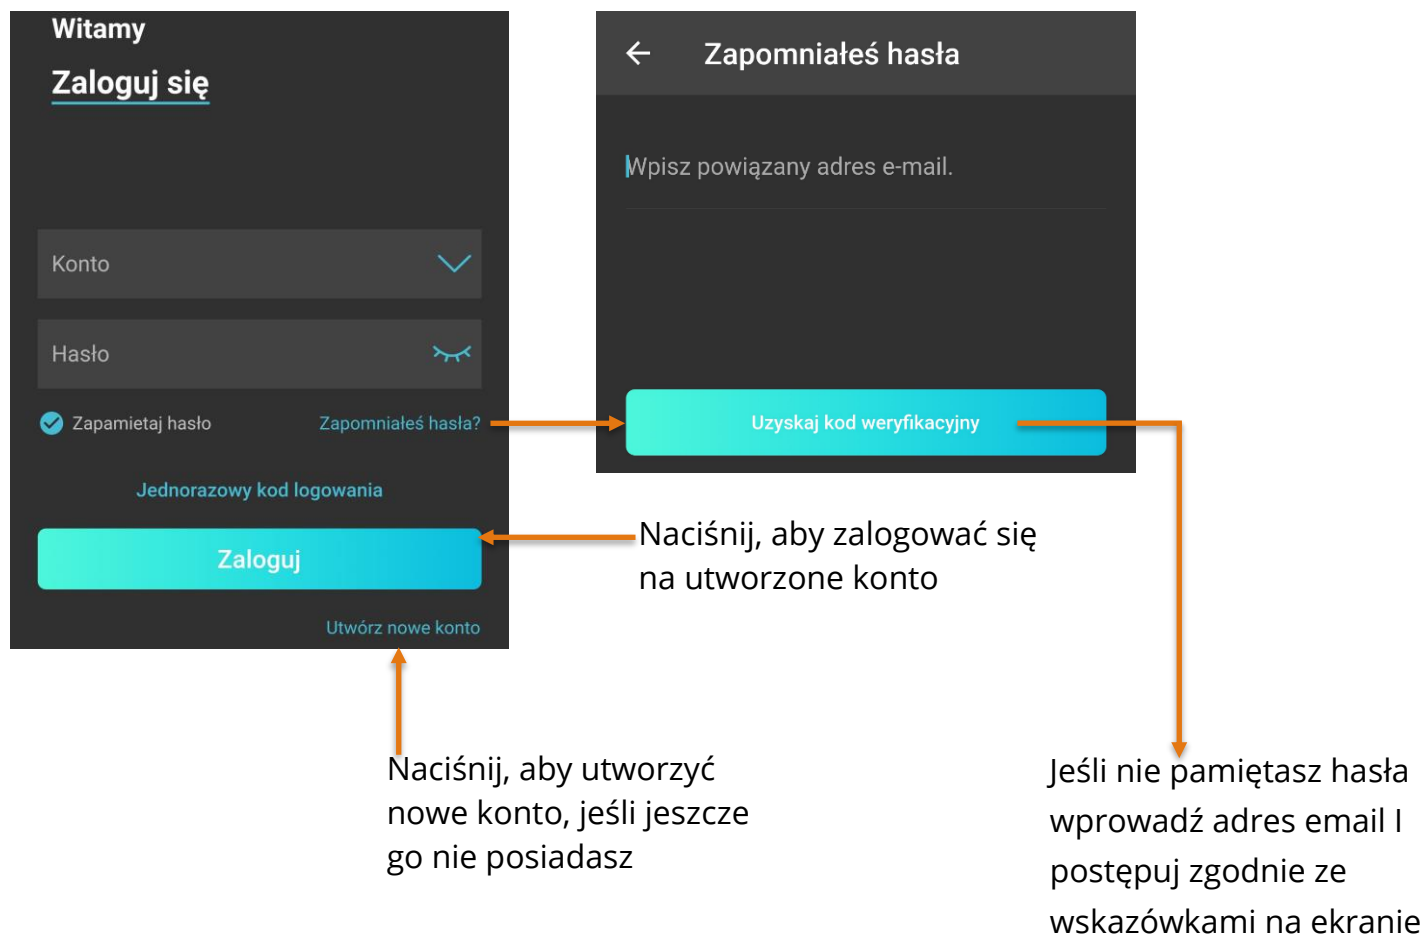 Witamy
Zaloguj się
Konto
Hasło
Zapamietaj hasło
Zapomniałeś hasła?
Jednorazowy kod logowania
Zaloguj
Utwórz nowe konto
Zapomniałeś hasła
Wpisz powiązany adres e-mail.
Uzyskaj kod weryfikacyjny
Naciśnij, aby zalogować się
na utworzone konto
Naciśnij, aby utworzyć
nowe konto, jeśli jeszcze
go nie posiadasz
Jeśli nie pamiętasz hasła
wprowadź adres email I
postępuj zgodnie ze
wskazówkami na ekranie